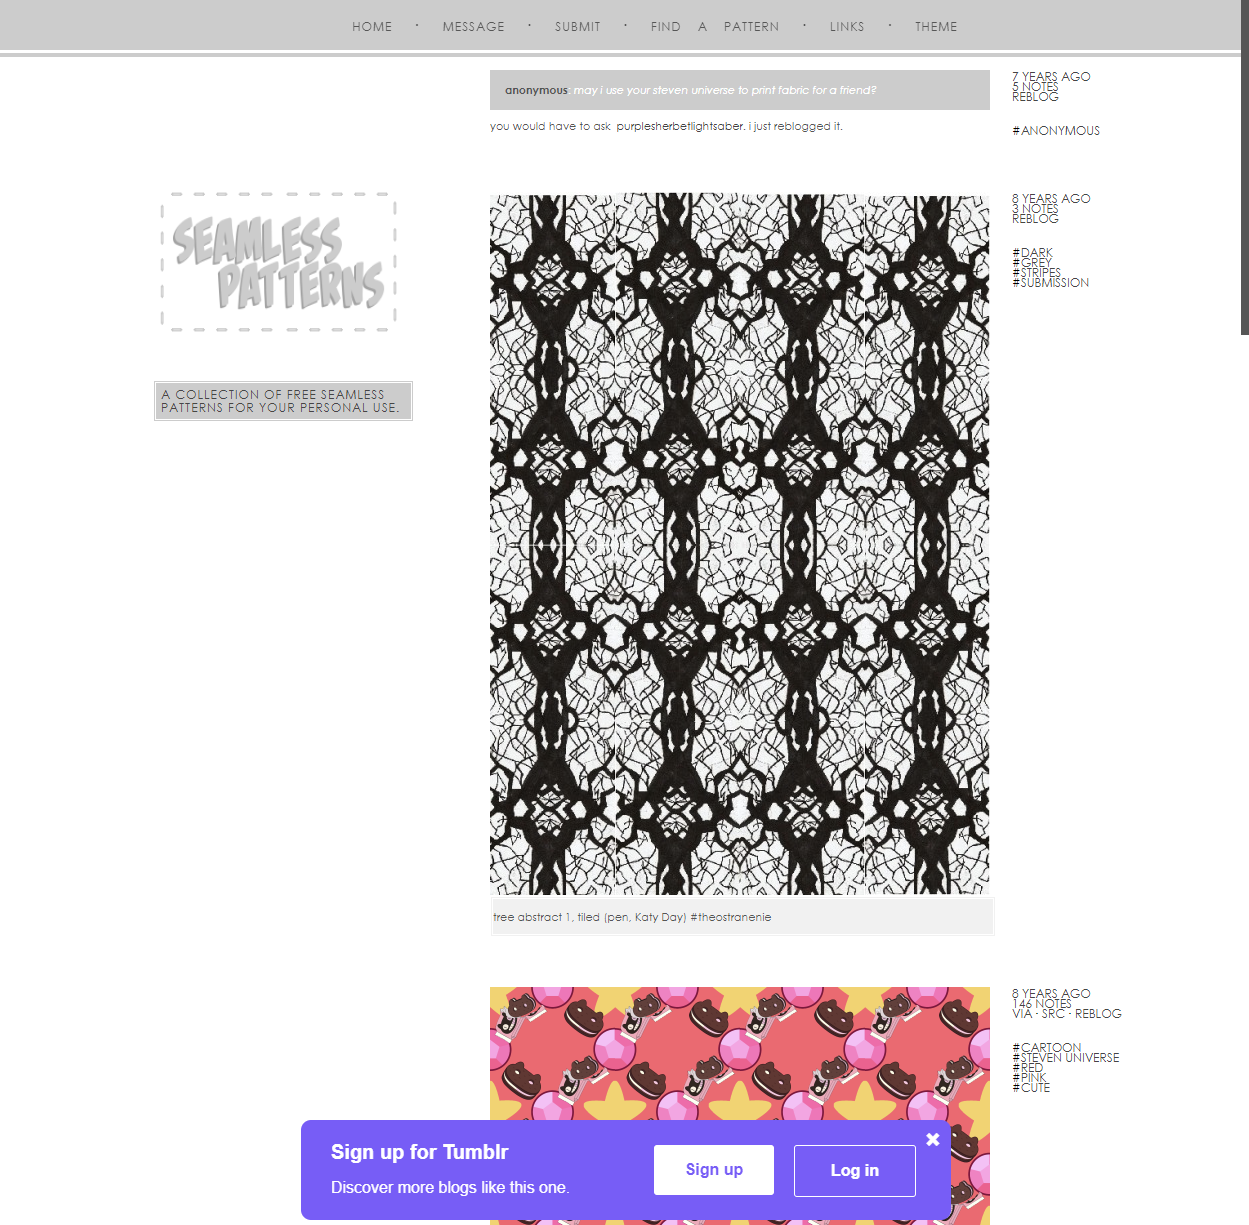 HOME · MESSAGE · SUBMIT · FIND A PATTERN · LINKS · THEME
anonymous: may i use your steven universe to print fabric for a friend?
you would have to ask purplesherbetlightsaber. i just reblogged it.
7 YEARS AGO
5 NOTES
REBLOG
#ANONYMOUS
SEAMLESS
PATTERNS
A COLLECTION OF FREE SEAMLESS
PATTERNS FOR YOUR PERSONAL USE.
8 YEARS AGO
3 NOTES
REBLOG
#DARK
#GREY
#STRIPES
#SUBMISSION
tree abstract 1, tiled (pen, Katy Day) #theostranenie
8 YEARS AGO
146 NOTES
VIA · SRC · REBLOG
#CARTOON
#STEVEN UNIVERSE
#RED
#PINK
#CUTE
Sign up for Tumblr
Discover more blogs like this one.
Sign up
Log in